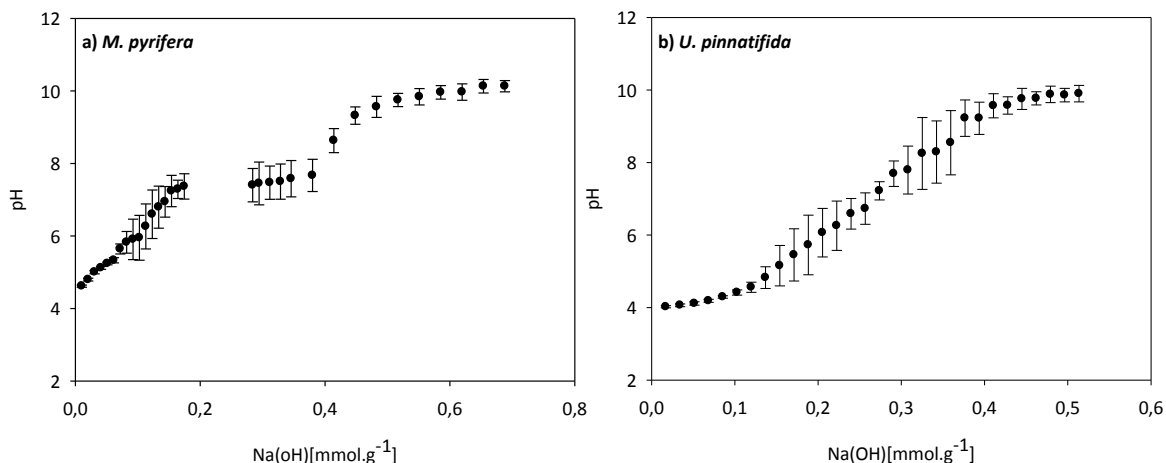 a) M. pyrifera
12
10
8
6
4
2
pH
0,0 0,2 0,4 0,6 0,8
Na(oH)[mmol.g-1]
b) U. pinnatifida
12
10
8
6
4
2
pH
0,0 0,1 0,2 0,3 0,4 0,5 0,6
Na(OH)[mmol.g-1]